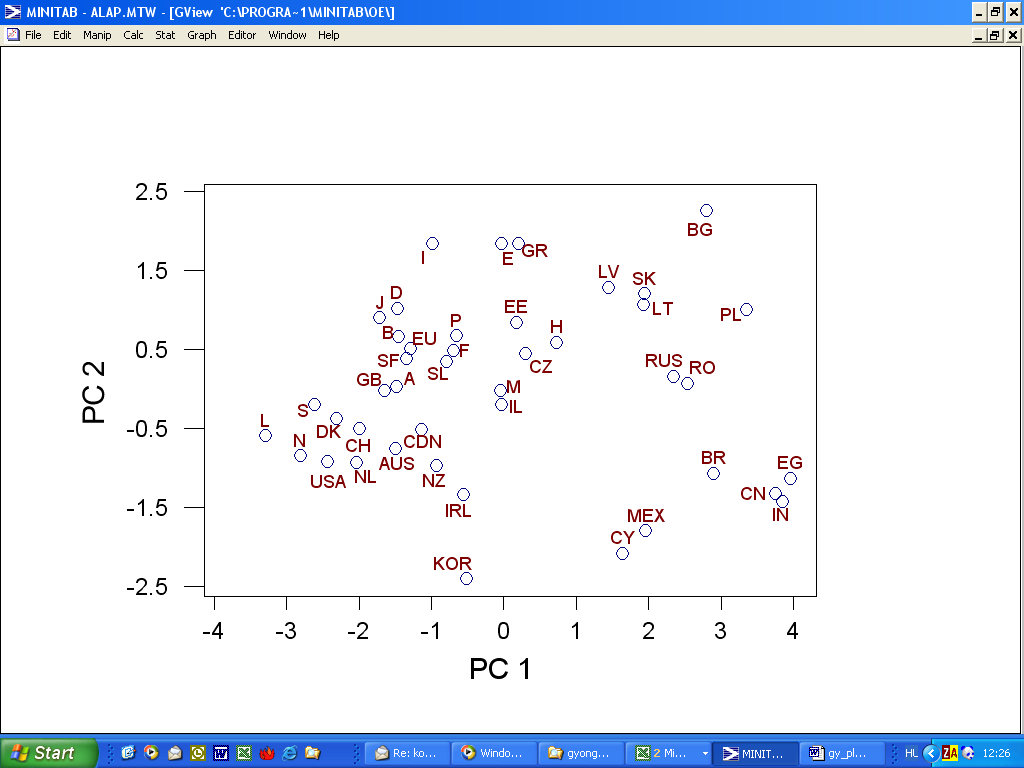 MINITAB - ALAP.MTW - [GView 'C:\PROGRA~1\MINITAB\OE\]
File Edit Manip Calc Stat Graph Editor Window Help
2.5
BG
I E GR
1.5
LV SK
D
J EE LT PL
P H
B EU
0.5
F
SF SL CZ RUS RO
GB A
M
PC 2
S IL
L
-0.5
DK
N CH CDN
BR EG
AUS
USA NL NZ CN
-1.5
IRL MEX IN
CY
KOR
-2.5
-4 -3 -2 -1 0 1 2 3 4
PC 1
Start W Re: ko... Windo... gyong... 2 Mi... MINIT... gy_pl... HL ZA 12:26